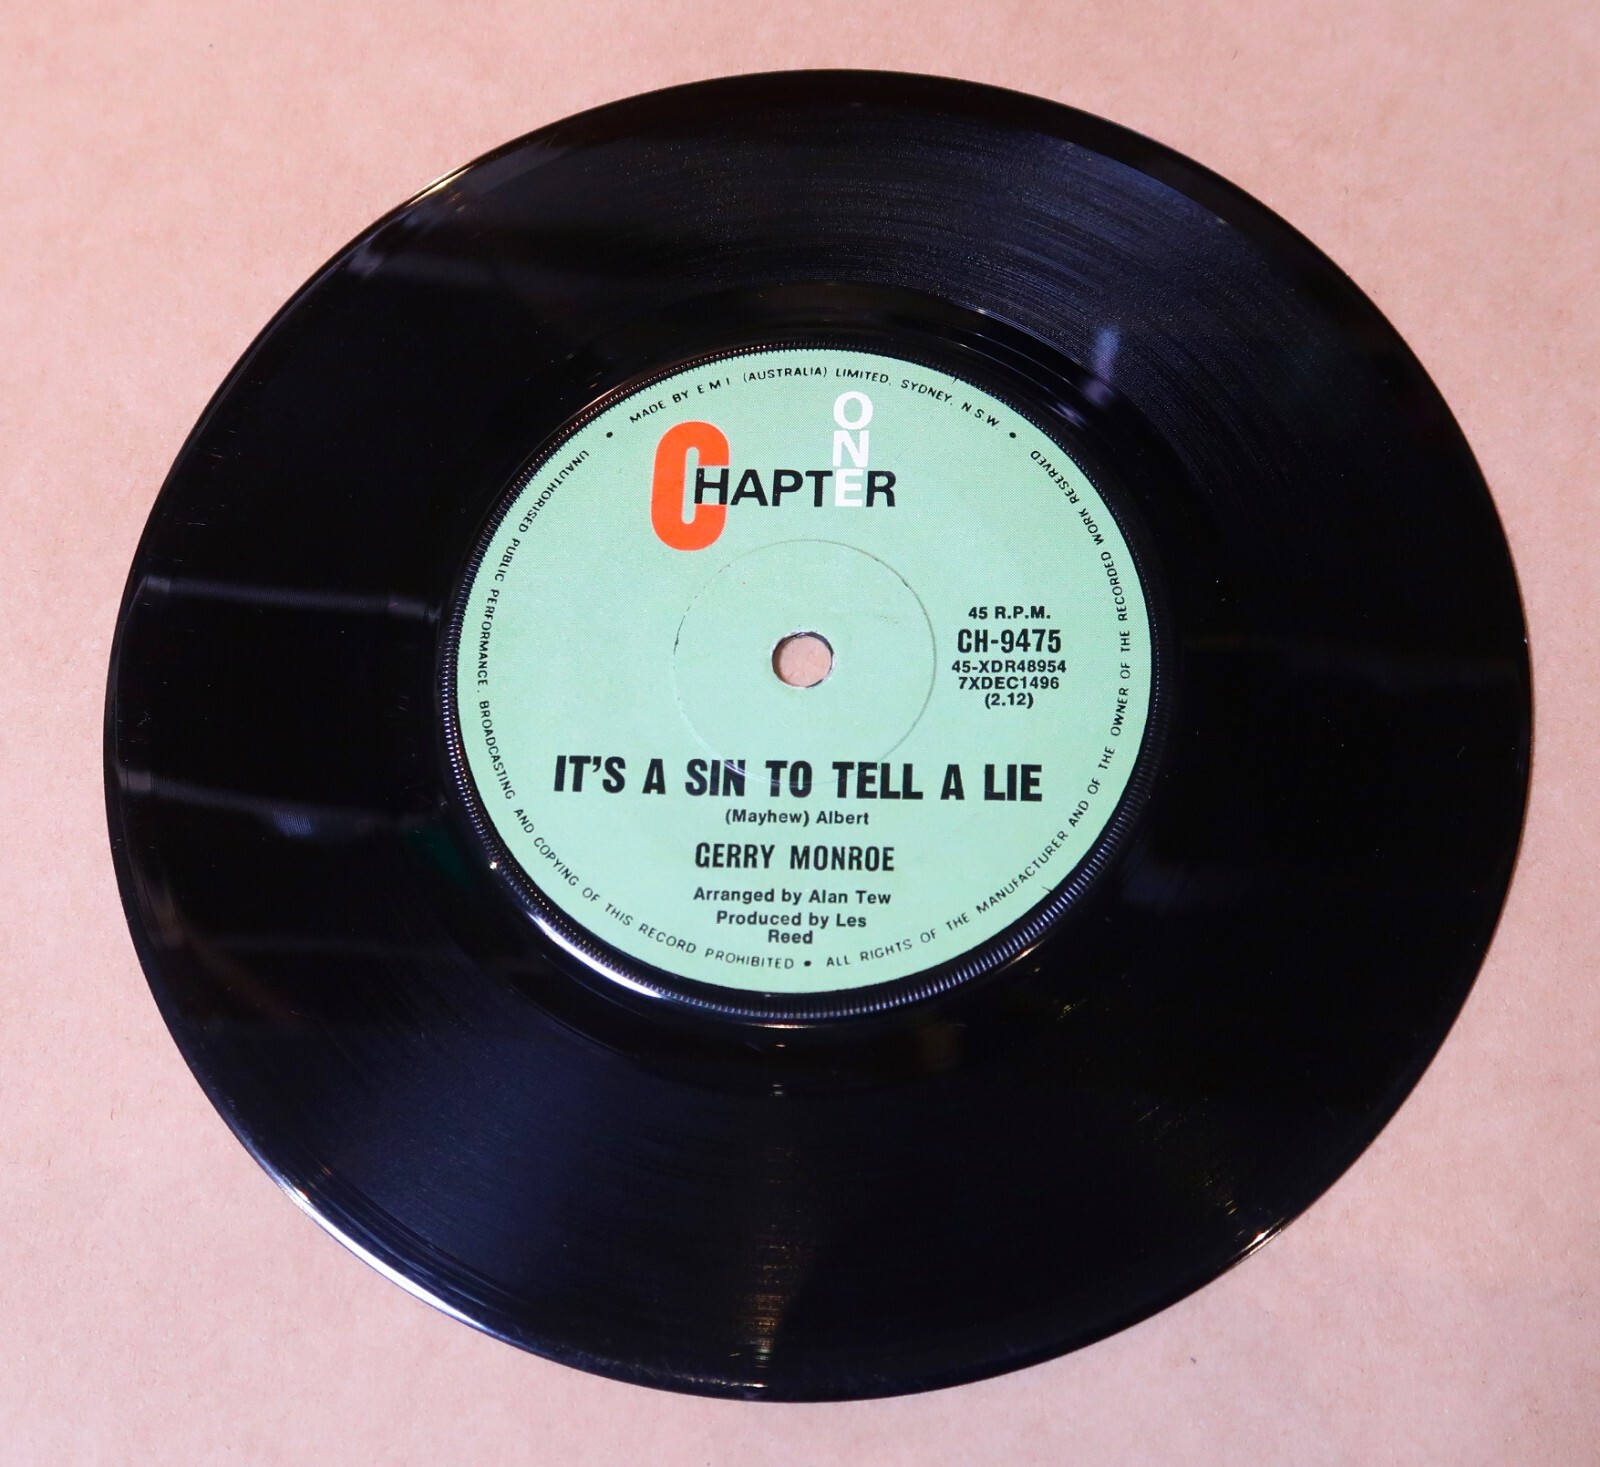 MADE BY E M I (AUSTRALIA) LIMITED. SYDNEY. N S W
CHAPTER ONE
45 R.P.M.
CH-9475
45-XDR48954
7XDEC1496
(2.12)
IT'S A SIN TO TELL A LIE
(Mayhew) Albert
GERRY MONROE
Arranged by Alan Tew
Produced by Les
Reed
UNAUTHORISED PUBLIC PERFORMANCE. BROADCASTING AND COPYING OF THIS RECORD PROHIBITED • ALL RIGHTS OF THE MANUFACTURER AND OF THE OWNER OF THE RECORDED WORK RESERVED